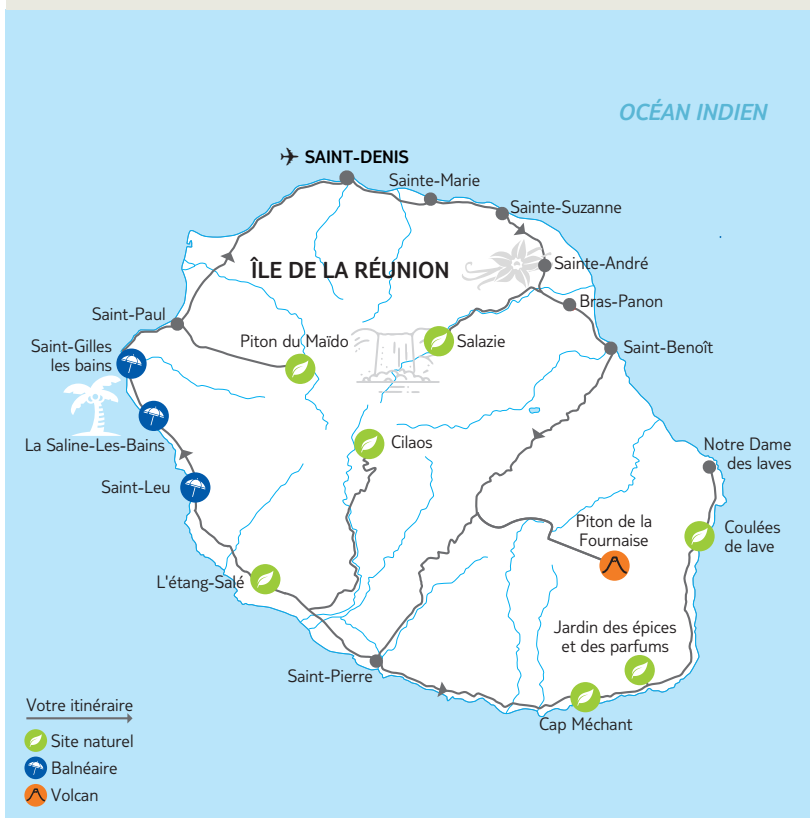 OCÉAN INDIEN
SAINT-DENIS
Sainte-Marie
Sainte-Suzanne
ÎLE DE LA RÉUNION
Sainte-André
Bras-Panon
Saint-Paul
Piton du Maïdo
Salazie
Saint-Benoît
Saint-Gilles
les bains
La Saline-Les-Bains
Cilaos
Notre Dame
des laves
Saint-Leu
Piton de la
Fournaise
Coulées
de lave
L'étang-Salé
Jardin des épices
et des parfums
Saint-Pierre
Cap Méchant
Votre itinéraire
Site naturel
Balnéaire
Volcan